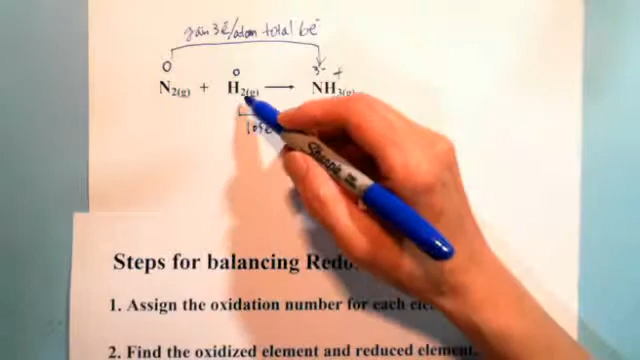 gain 3e⁻/atom total 6e⁻
0 0 3- +
N2(g) + H2(g) → NH3(g)
lose
Steps for balancing Redo
1. Assign the oxidation number for each ele
2. Find the oxidized element and reduced element.
Sharpie